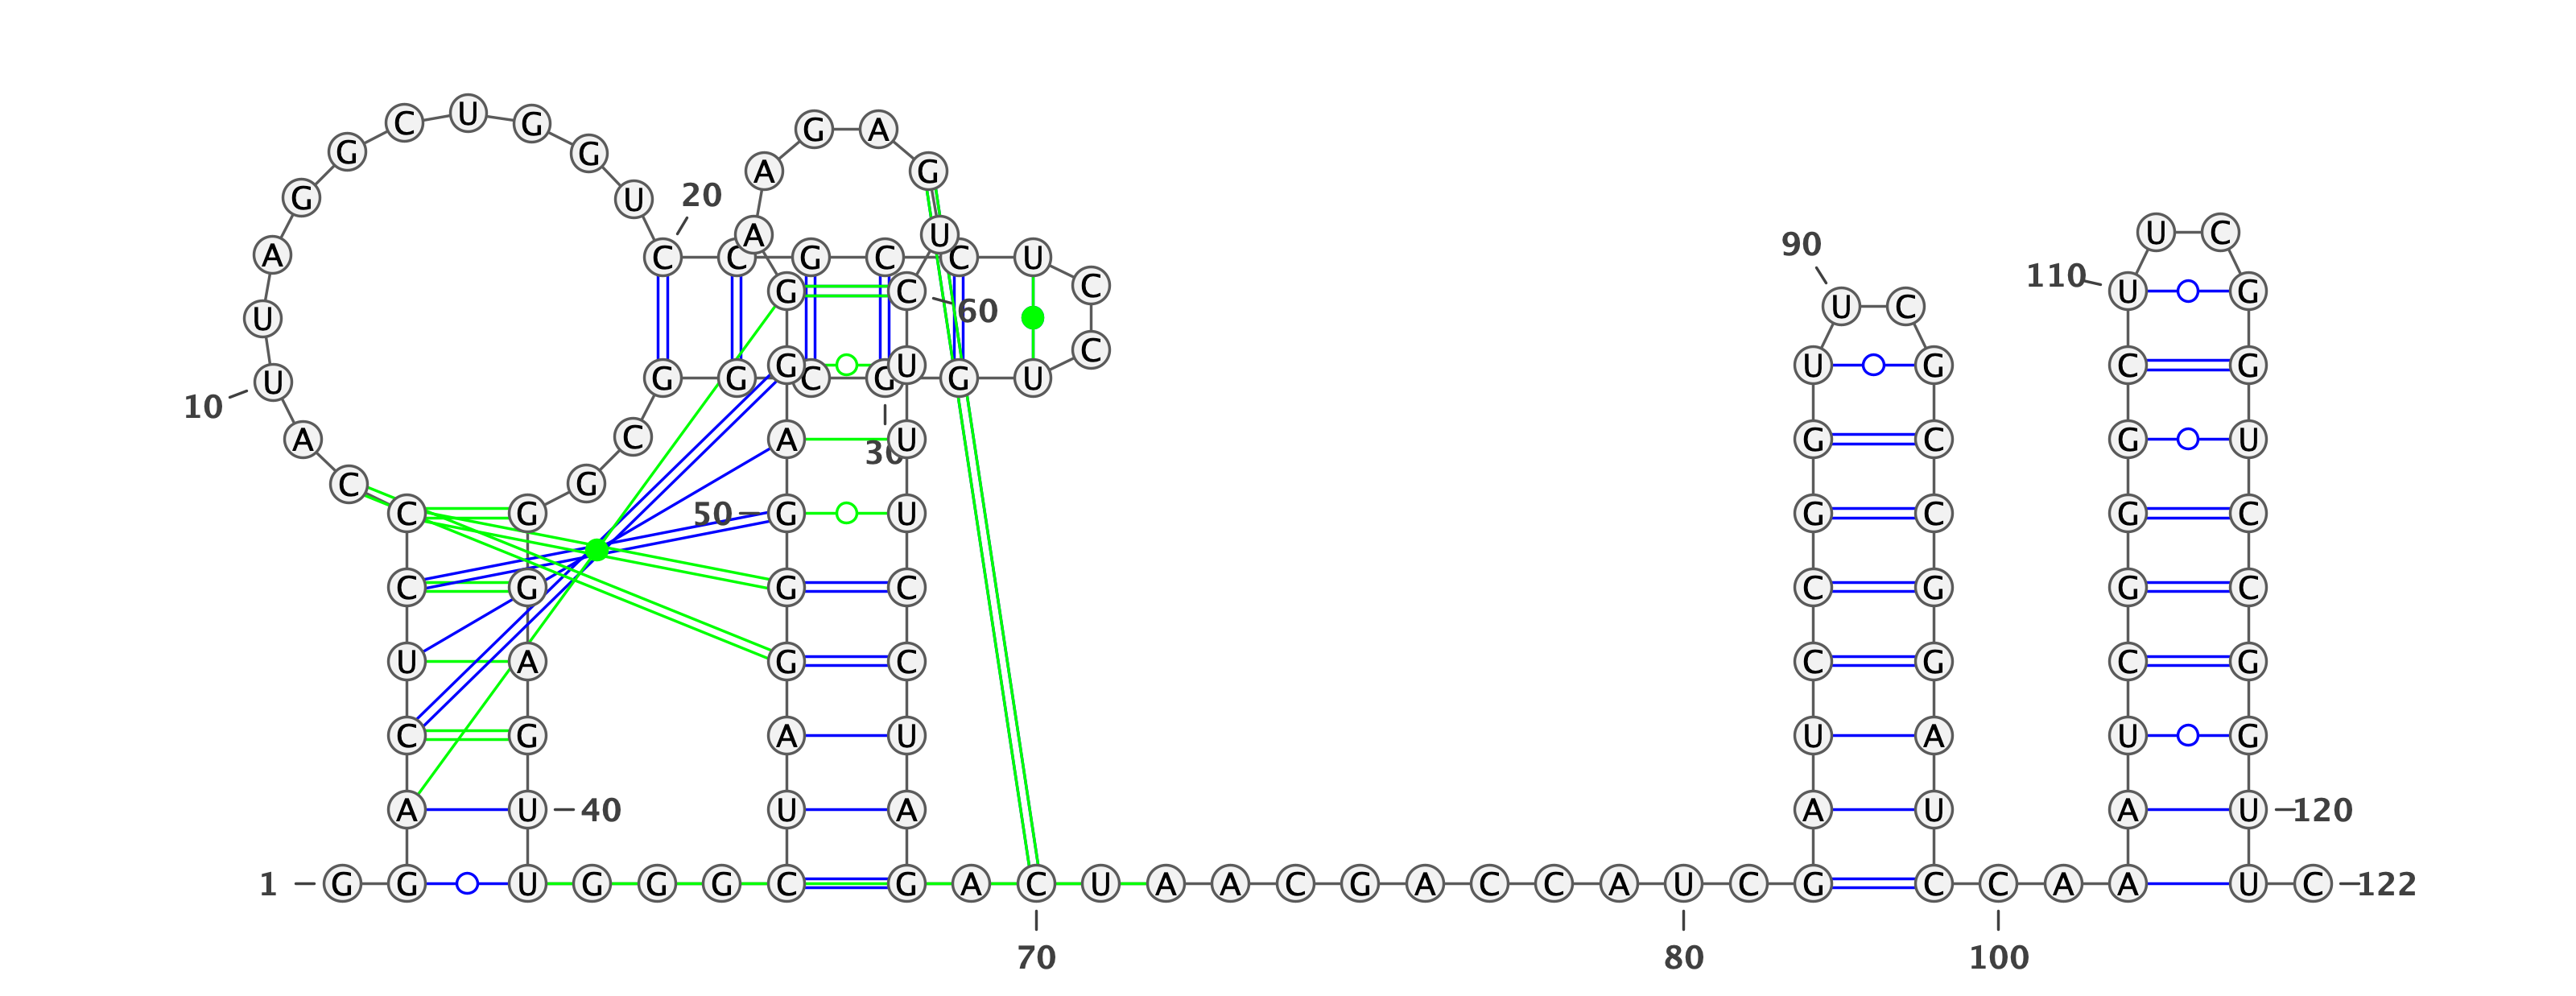 C U G
G G A G A
G U A G
C 20
A C C A G C U C U
U G C C
60
U U C G G G C G G U C
10
A C 30
C G
C G 50 G U
C G G C
U A G C
C G A U
A U 40 U A
1 G G U G G G C G A C U A A C G A C C A U C G C C A A U C 122
70 80 100
90
U C
U G
G C
G C
C G
C G
U A
A U
U C
110 U G
C G
G U
G C
G C
C G
U G
A U 120